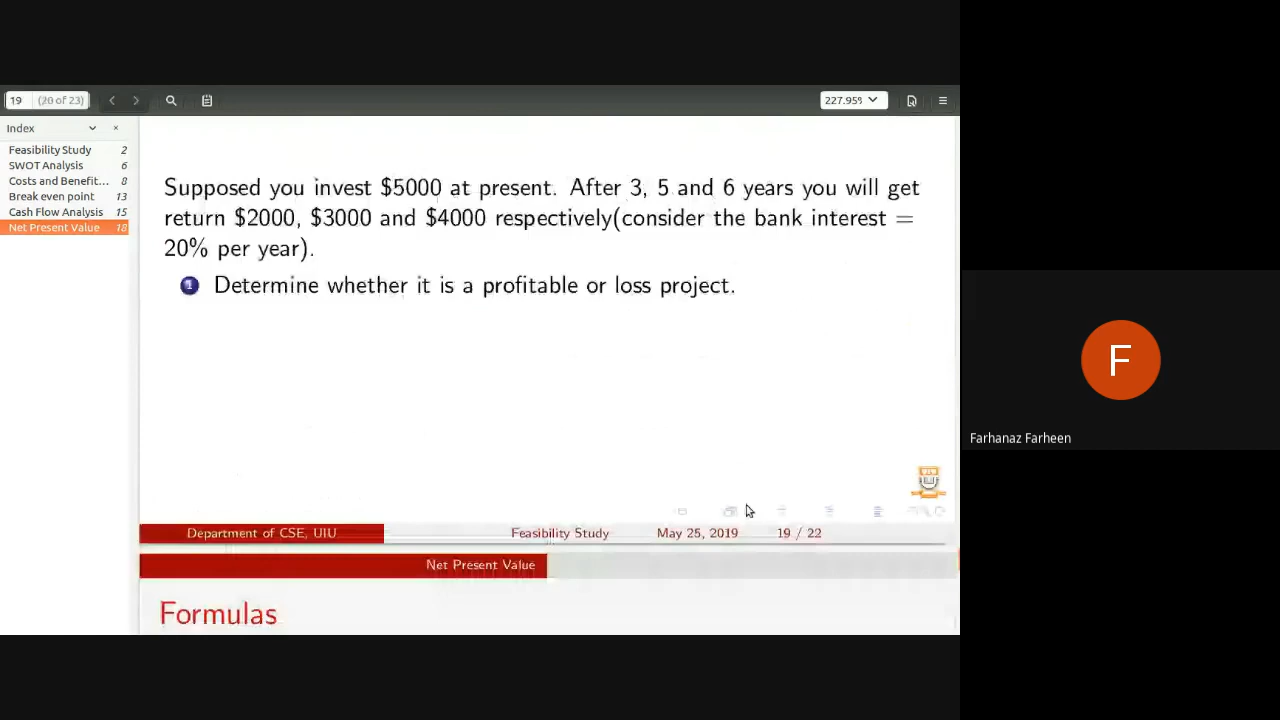 19 (20 of 23)
227.95%
Index
Feasibility Study 2
SWOT Analysis 6
Costs and Benefit... 8
Break even point 13
Cash Flow Analysis 15
Net Present Value 18
Supposed you invest $5000 at present. After 3, 5 and 6 years you will get
return $2000, $3000 and $4000 respectively(consider the bank interest =
20% per year).
1 Determine whether it is a profitable or loss project.
Department of CSE, UIU Feasibility Study May 25, 2019 19 / 22
Net Present Value
Formulas
F
Farhanaz Farheen